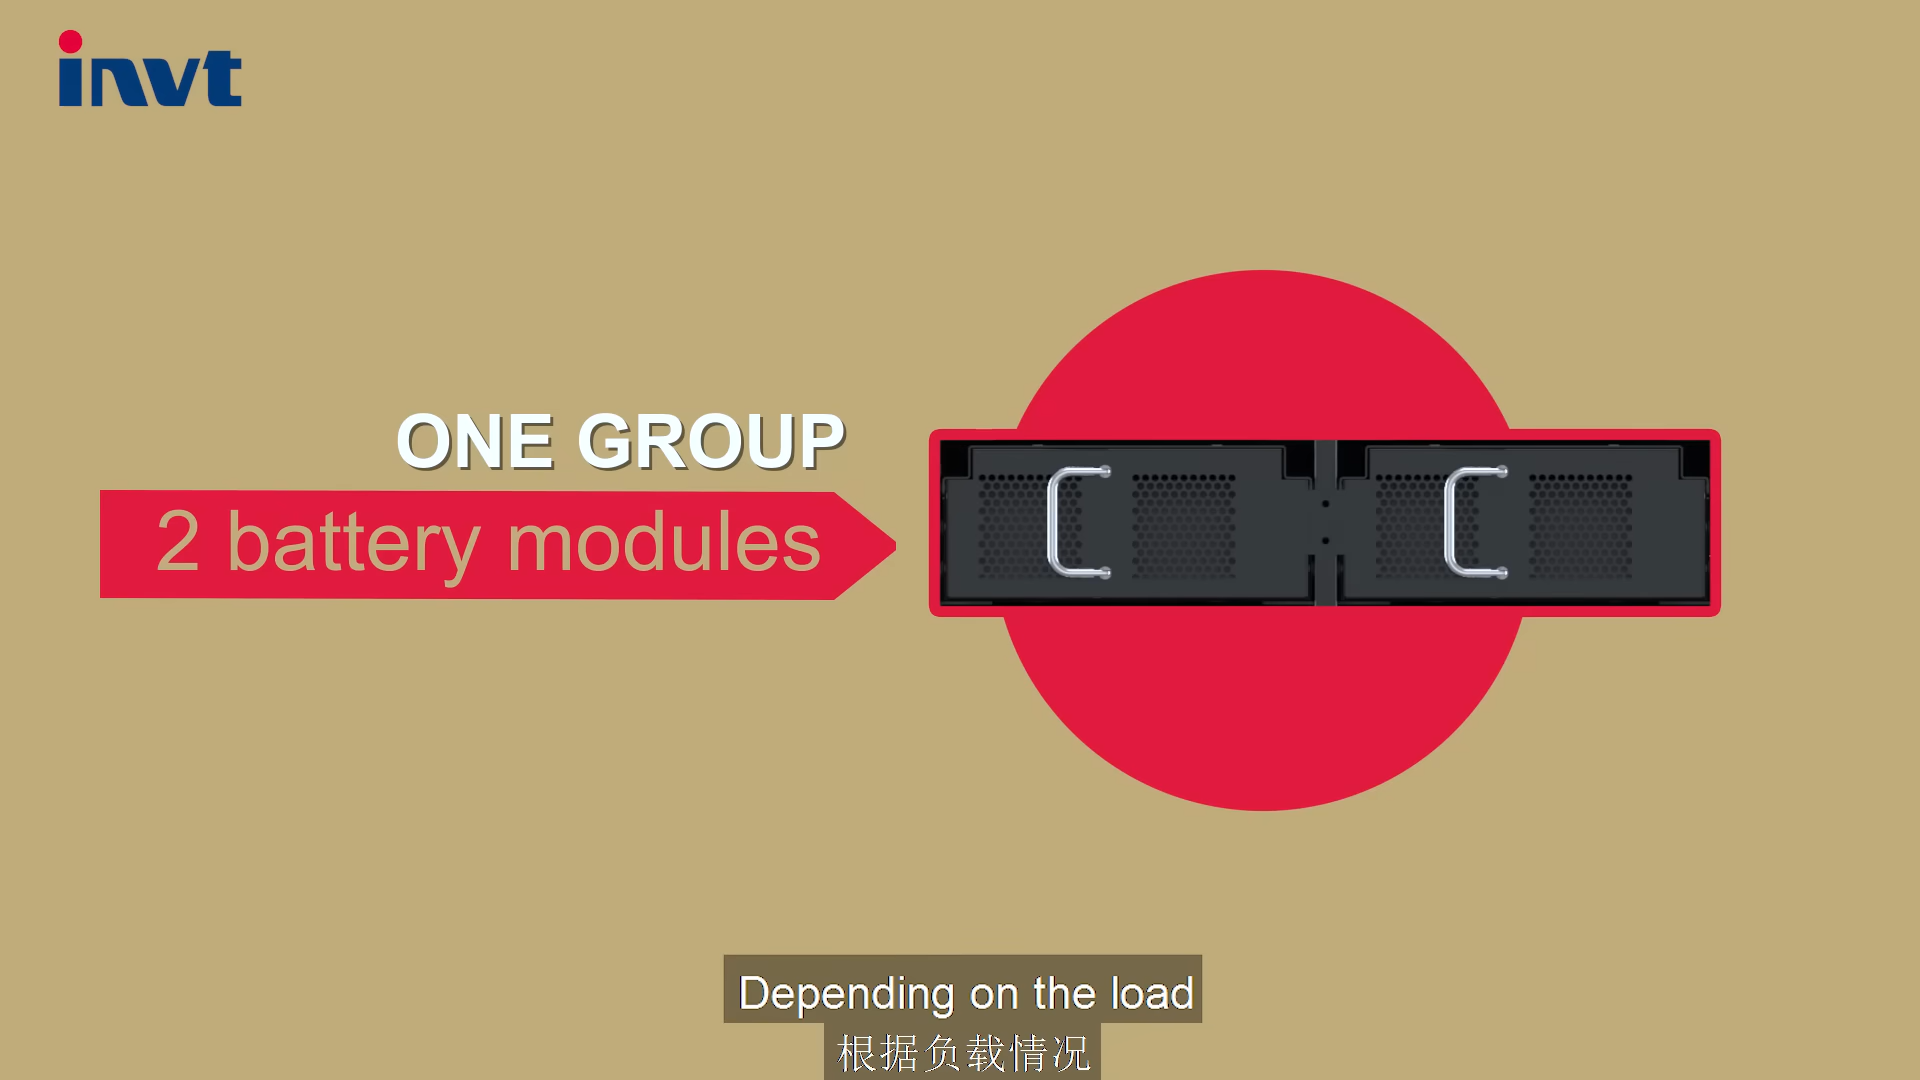 invt
ONE GROUP
2 battery modules
Depending on the load
根据负载情况